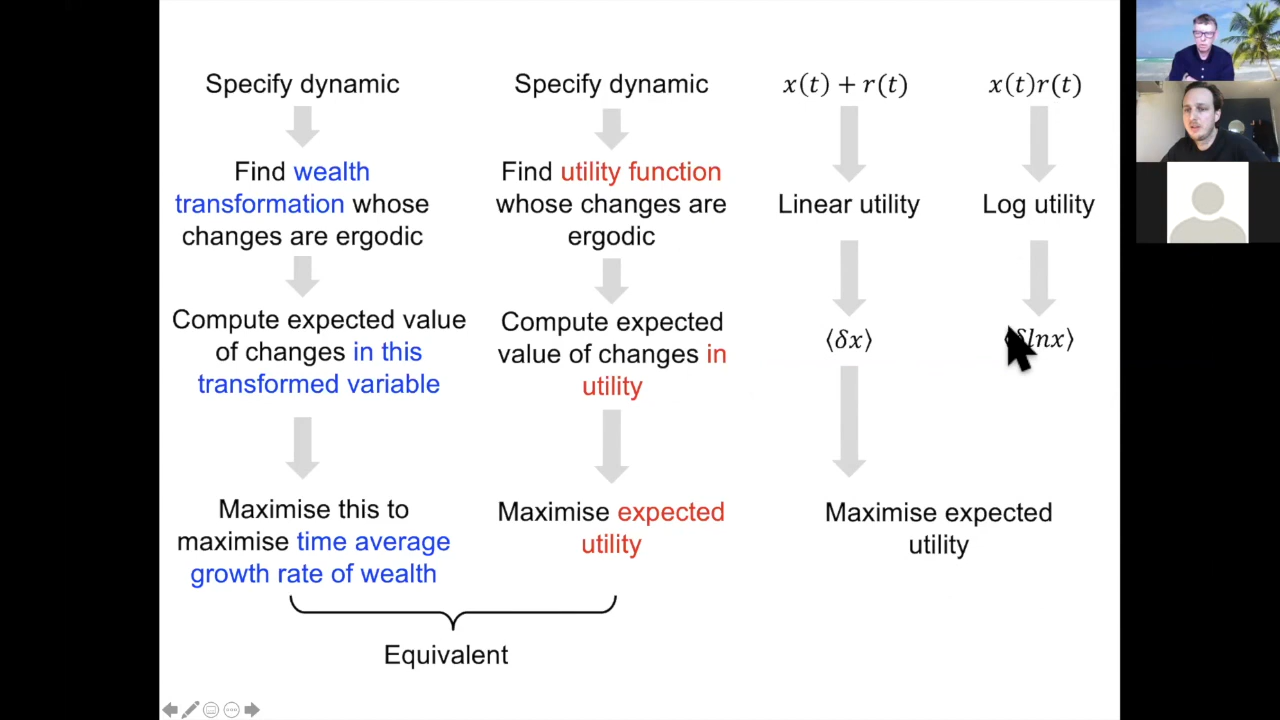 Specify dynamic
Find wealth
transformation whose
changes are ergodic
Compute expected value
of changes in this
transformed variable
Maximise this to
maximise time average
growth rate of wealth
Specify dynamic
Find utility function
whose changes are
ergodic
Compute expected
value of changes in
utility
Maximise expected
utility
Equivalent
x(t) + r(t)
Linear utility
⟨δx⟩
x(t)r(t)
Log utility
⟨δlnx⟩
Maximise expected
utility